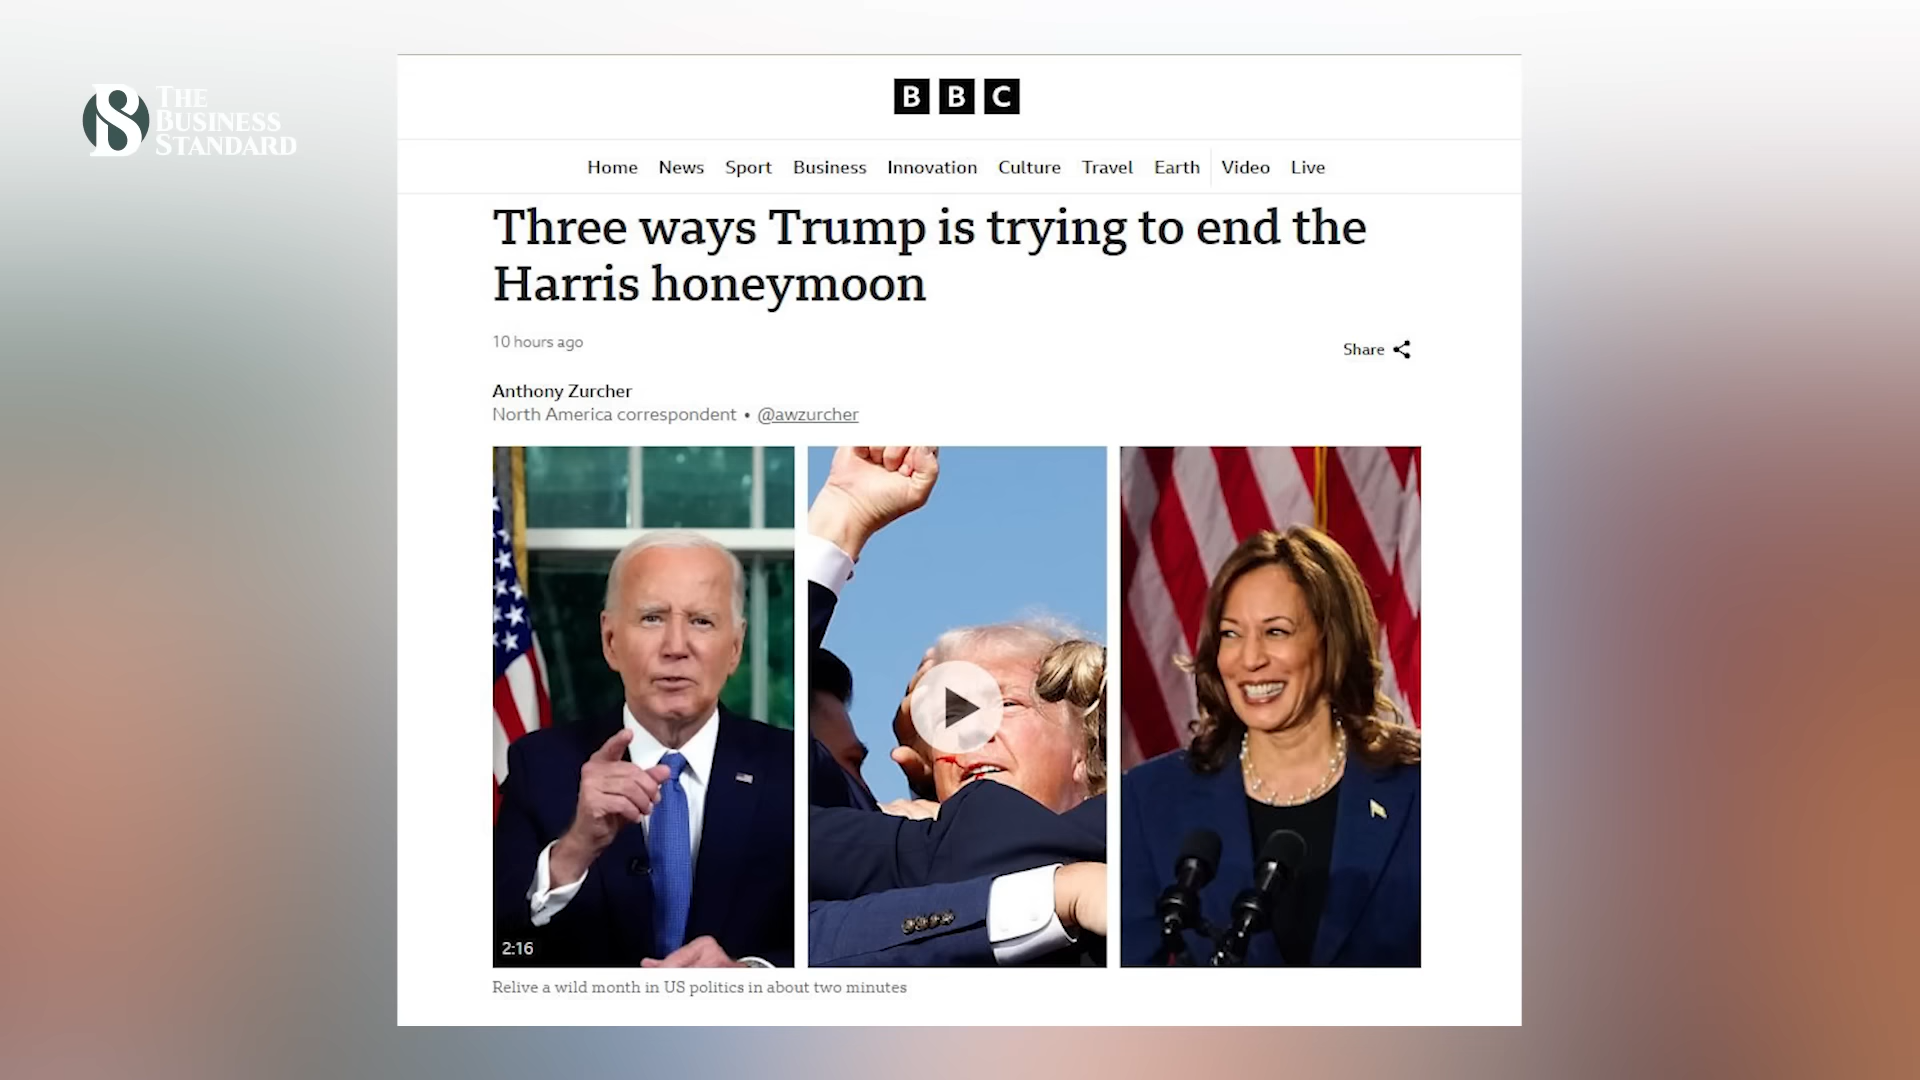 THE
BUSINESS
STANDARD
BBC
Home News Sport Business Innovation Culture Travel Earth Video Live
Three ways Trump is trying to end the
Harris honeymoon
10 hours ago
Share
Anthony Zurcher
North America correspondent • @awzurcher
2:16
Relive a wild month in US politics in about two minutes